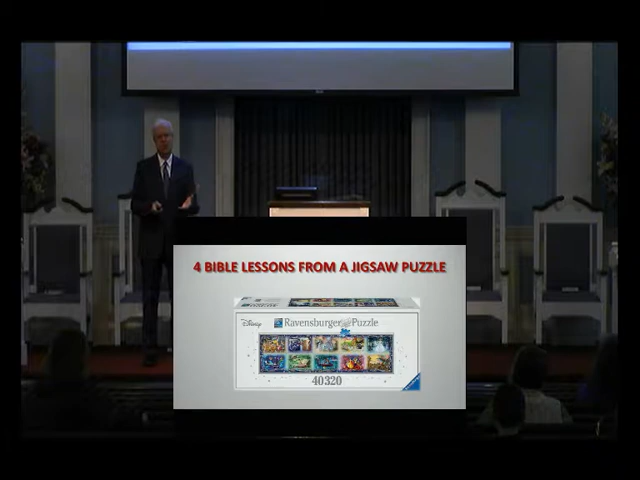 4 BIBLE LESSONS FROM A JIGSAW PUZZLE
Disney
Ravensburger Puzzle
40320